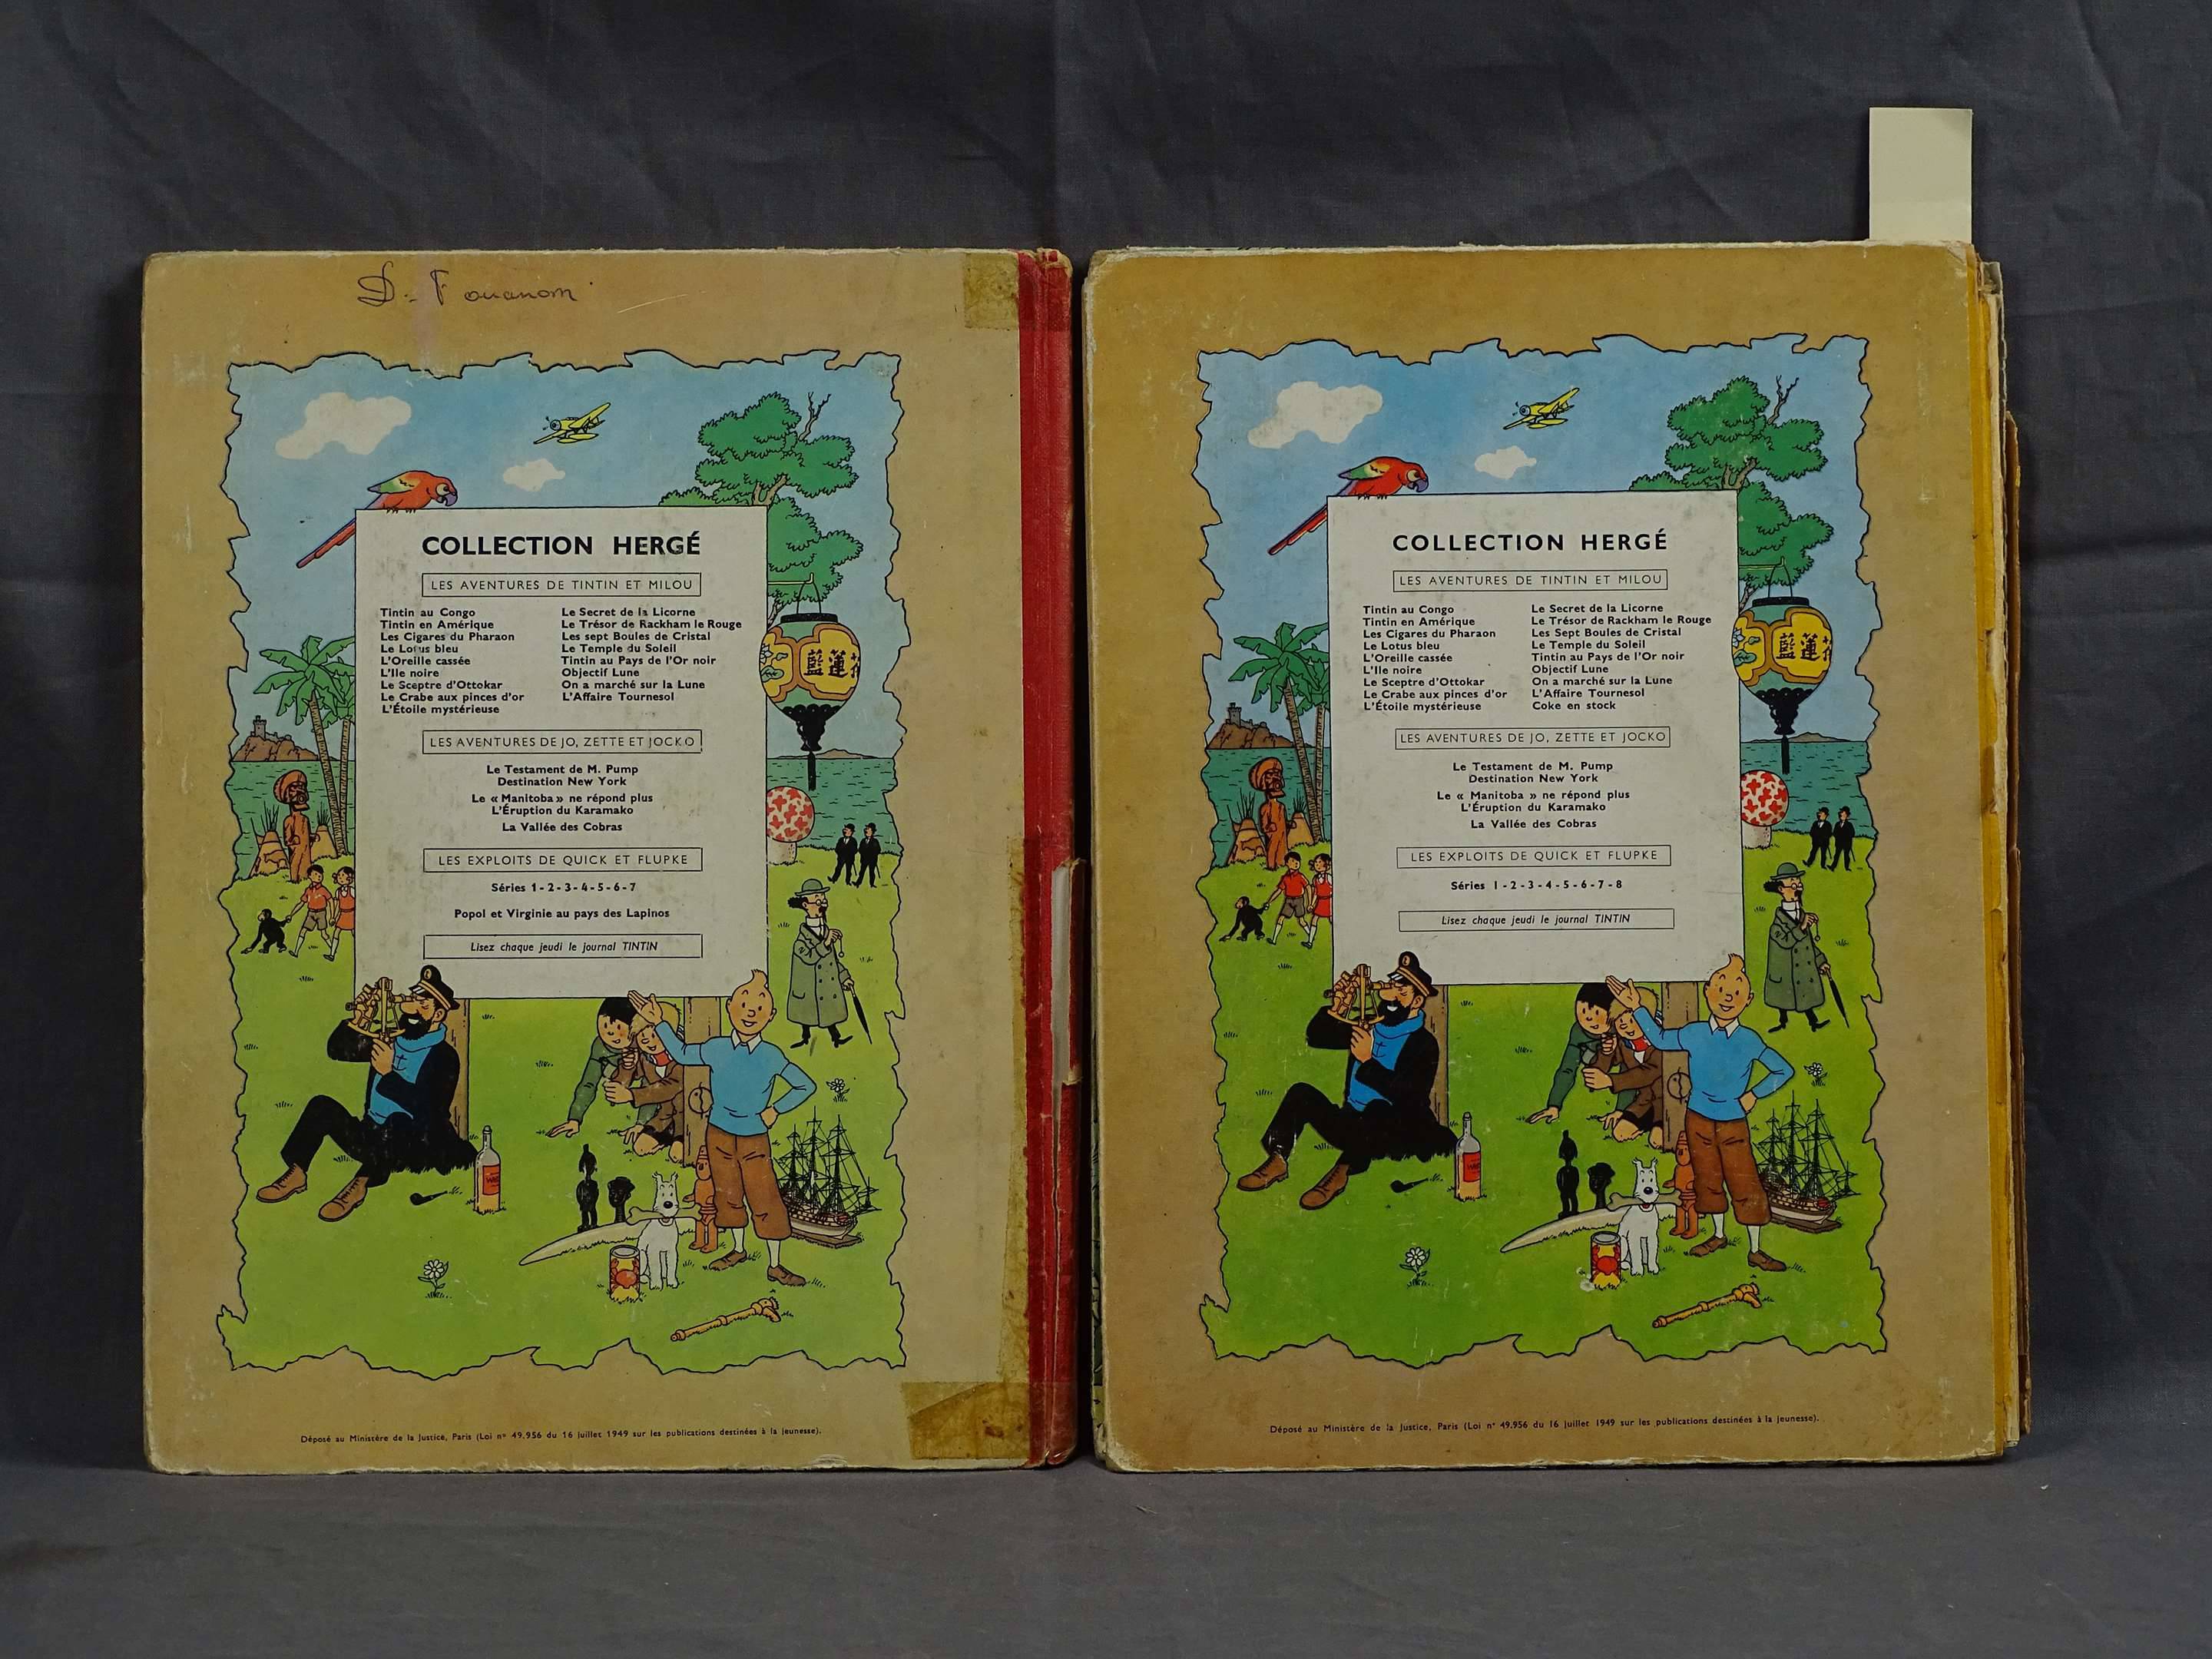 COLLECTION HERGÉ
LES AVENTURES DE TINTIN ET MILOU
Tintin au Congo
Tintin en Amérique
Les Cigares du Pharaon
Le Lotus bleu
L'Oreille cassée
L'Ile noire
Le Sceptre d'Ottokar
Le Crabe aux pinces d'or
L'Étoile mystérieuse
Le Secret de la Licorne
Le Trésor de Rackham le Rouge
Les sept Boules de Cristal
Le Temple du Soleil
Tintin au Pays de l'Or noir
Objectif Lune
On a marché sur la Lune
L'Affaire Tournesol
LES AVENTURES DE JO, ZETTE ET JOCKO
Le Testament de M. Pump
Destination New York
Le « Manitoba » ne répond plus
L'Éruption du Karamako
La Vallée des Cobras
LES EXPLOITS DE QUICK ET FLUPKE
Séries 1 - 2 - 3 - 4 - 5 - 6 - 7
Popol et Virginie au pays des Lapinos
Lisez chaque jeudi le journal TINTIN
Déposé au Ministère de la Justice, Paris (Loi n° 49.956 du 16 juillet 1949 sur les publications destinées à la jeunesse).
COLLECTION HERGÉ
LES AVENTURES DE TINTIN ET MILOU
Tintin au Congo
Tintin en Amérique
Les Cigares du Pharaon
Le Lotus bleu
L'Oreille cassée
L'Ile noire
Le Sceptre d'Ottokar
Le Crabe aux pinces d'or
L'Étoile mystérieuse
Le Secret de la Licorne
Le Trésor de Rackham le Rouge
Les Sept Boules de Cristal
Le Temple du Soleil
Tintin au Pays de l'Or noir
Objectif Lune
On a marché sur la Lune
L'Affaire Tournesol
Coke en stock
藍蓮
LES AVENTURES DE JO, ZETTE ET JOCKO
Le Testament de M. Pump
Destination New York
Le « Manitoba » ne répond plus
L'Éruption du Karamako
La Vallée des Cobras
LES EXPLOITS DE QUICK ET FLUPKE
Séries 1 - 2 - 3 - 4 - 5 - 6 - 7 - 8
Lisez chaque jeudi le journal TINTIN
Déposé au Ministère de la Justice, Paris (Loi n° 49.956 du 16 juillet 1949 sur les publications destinées à la jeunesse).